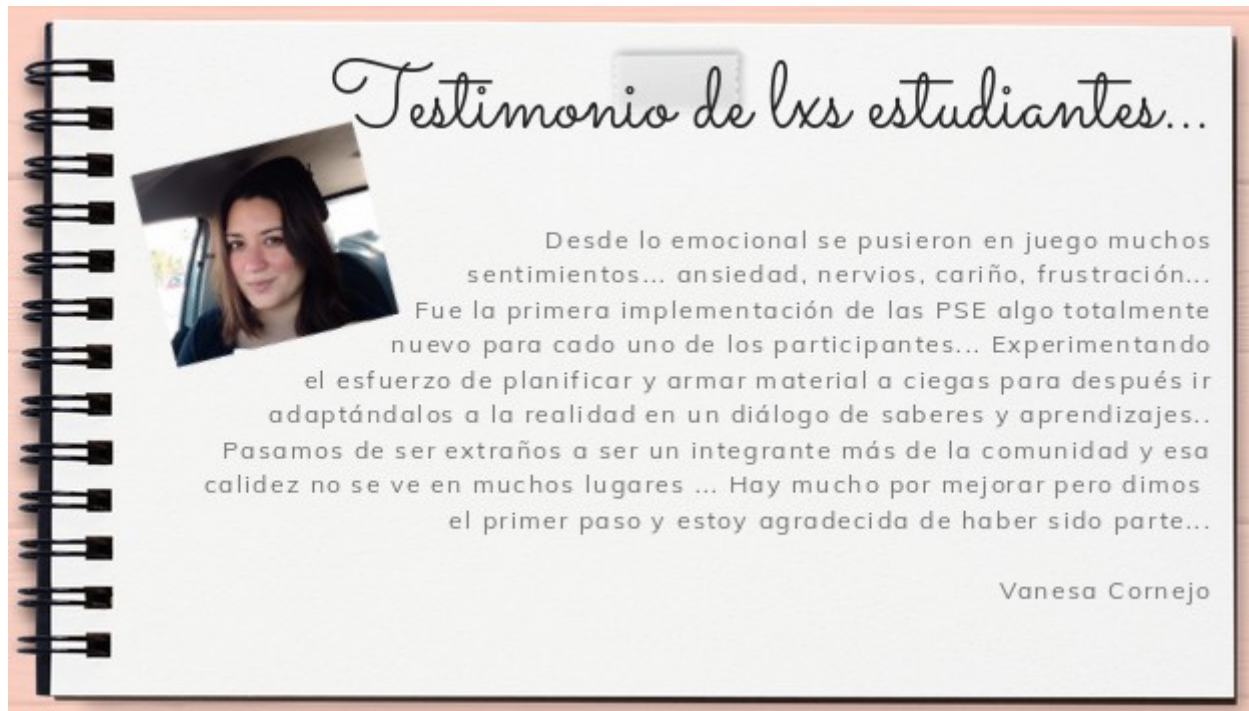 Testimonio de lxs estudiantes...
Desde lo emocional se pusieron en juego muchos
sentimientos... ansiedad, nervios, cariño, frustración...
Fue la primera implementación de las PSE algo totalmente
nuevo para cado uno de los participantes... Experimentando
el esfuerzo de planificar y armar material a ciegas para después ir
adaptándalos a la realidad en un diálogo de saberes y aprendizajes..
Pasamos de ser extraños a ser un integrante más de la comunidad y esa
calidez no se ve en muchos lugares ... Hay mucho por mejorar pero dimos
el primer paso y estoy agradecida de haber sido parte...
Vanesa Cornejo